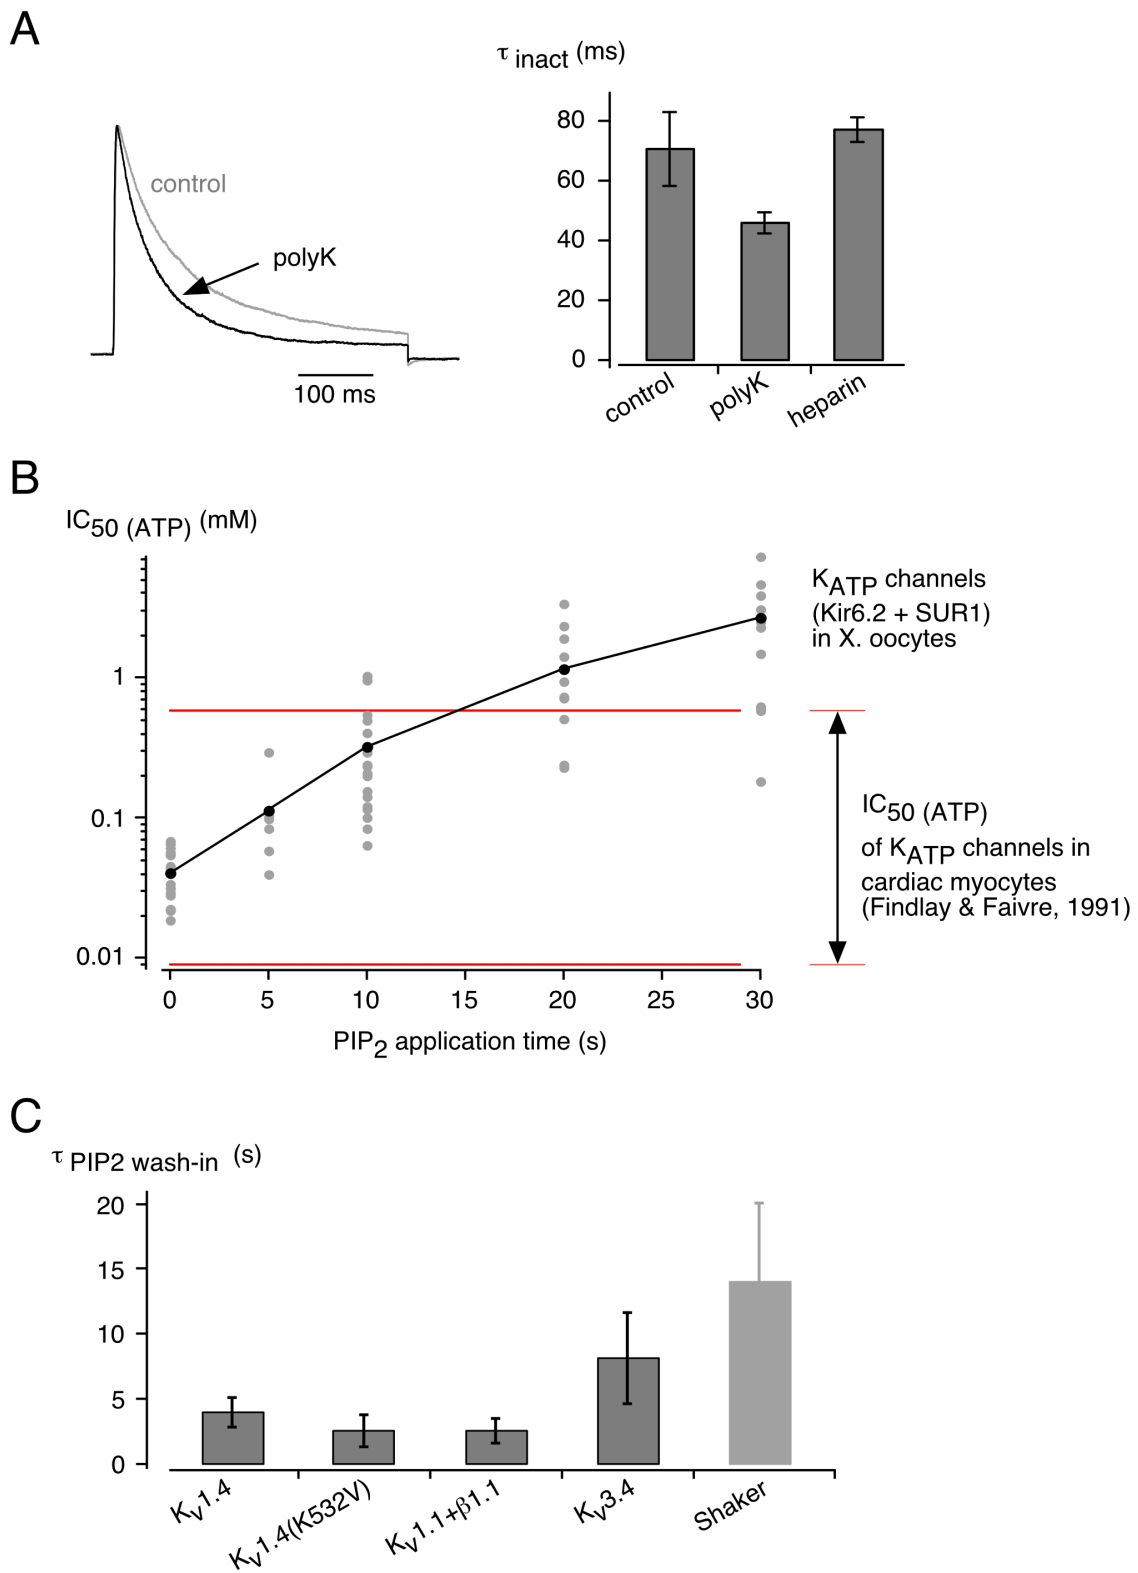 A
τ inact (ms)
control
polyK
100 ms
80
60
40
20
0
control
polyK
heparin
B
IC50 (ATP) (mM)
1
0.1
0.01
0
5
10
15
20
25
30
PIP2 application time (s)
KATP channels
(Kir6.2 + SUR1)
in X. oocytes
IC50 (ATP)
of KATP channels in
cardiac myocytes
(Findlay & Faivre, 1991)
C
τ PIP2 wash-in (s)
20
15
10
5
0
Kv1.4
Kv1.4(K532V)
Kv1.1+β1.1
Kv3.4
Shaker